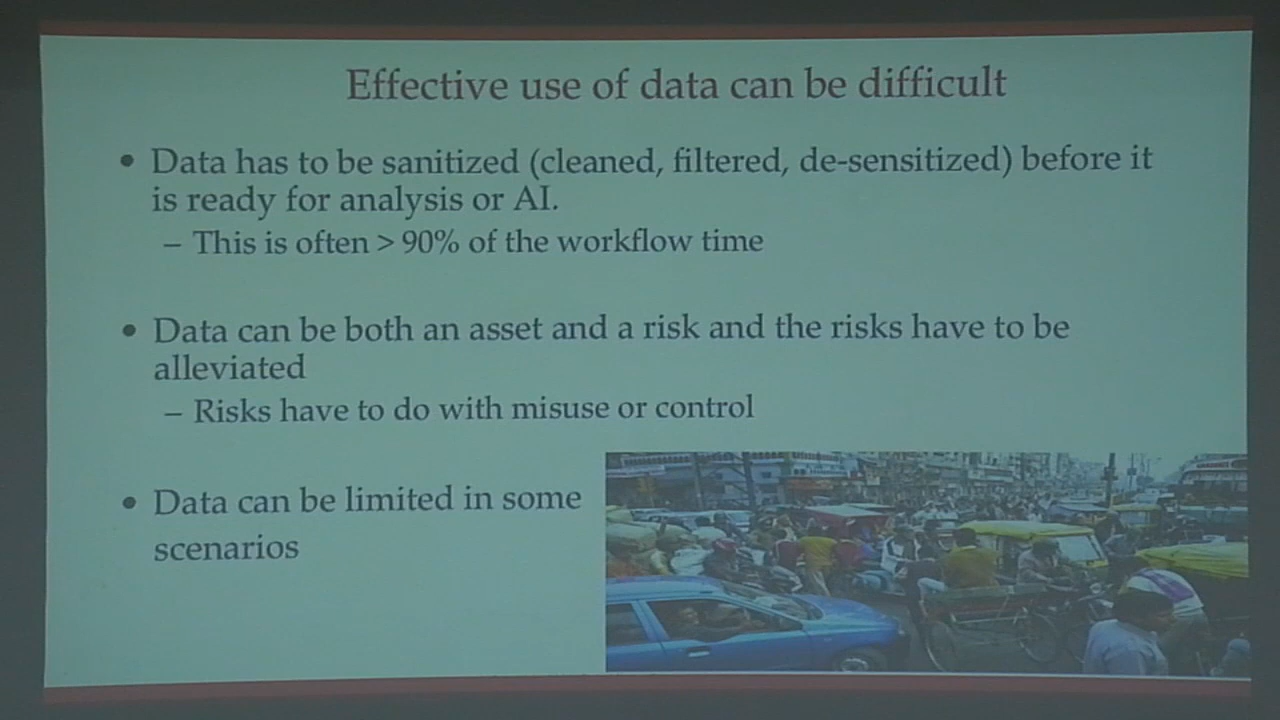 Effective use of data can be difficult
• Data has to be sanitized (cleaned, filtered, de-sensitized) before it
is ready for analysis or AI.
– This is often > 90% of the workflow time
• Data can be both an asset and a risk and the risks have to be
alleviated
– Risks have to do with misuse or control
• Data can be limited in some
scenarios